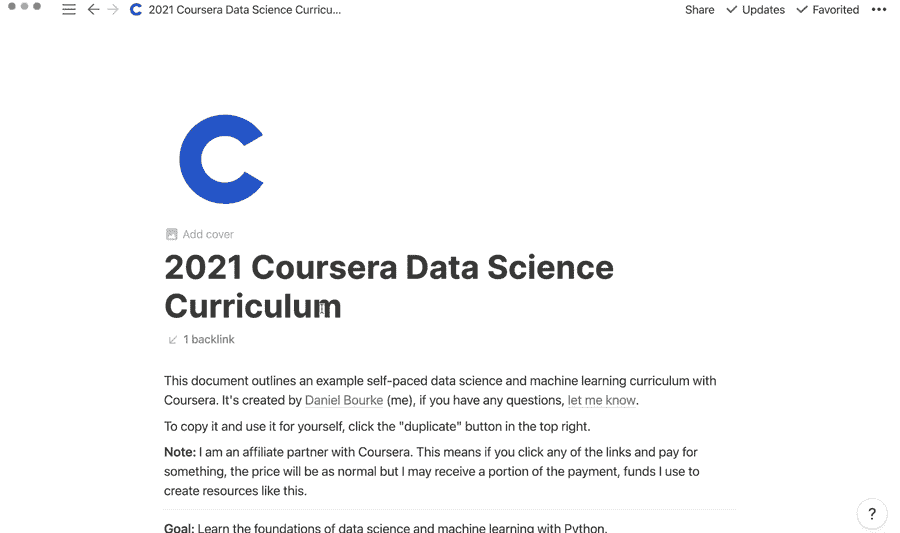 2021 Coursera Data Science Curricu...
Share
Updates
Favorited
Add cover
2021 Coursera Data Science
Curriculum
1 backlink
This document outlines an example self-paced data science and machine learning curriculum with
Coursera. It's created by Daniel Bourke (me), if you have any questions, let me know.
To copy it and use it for yourself, click the "duplicate" button in the top right.
Note: I am an affiliate partner with Coursera. This means if you click any of the links and pay for
something, the price will be as normal but I may receive a portion of the payment, funds I use to
create resources like this.
Goal: Learn the foundations of data science and machine learning with Python.
?